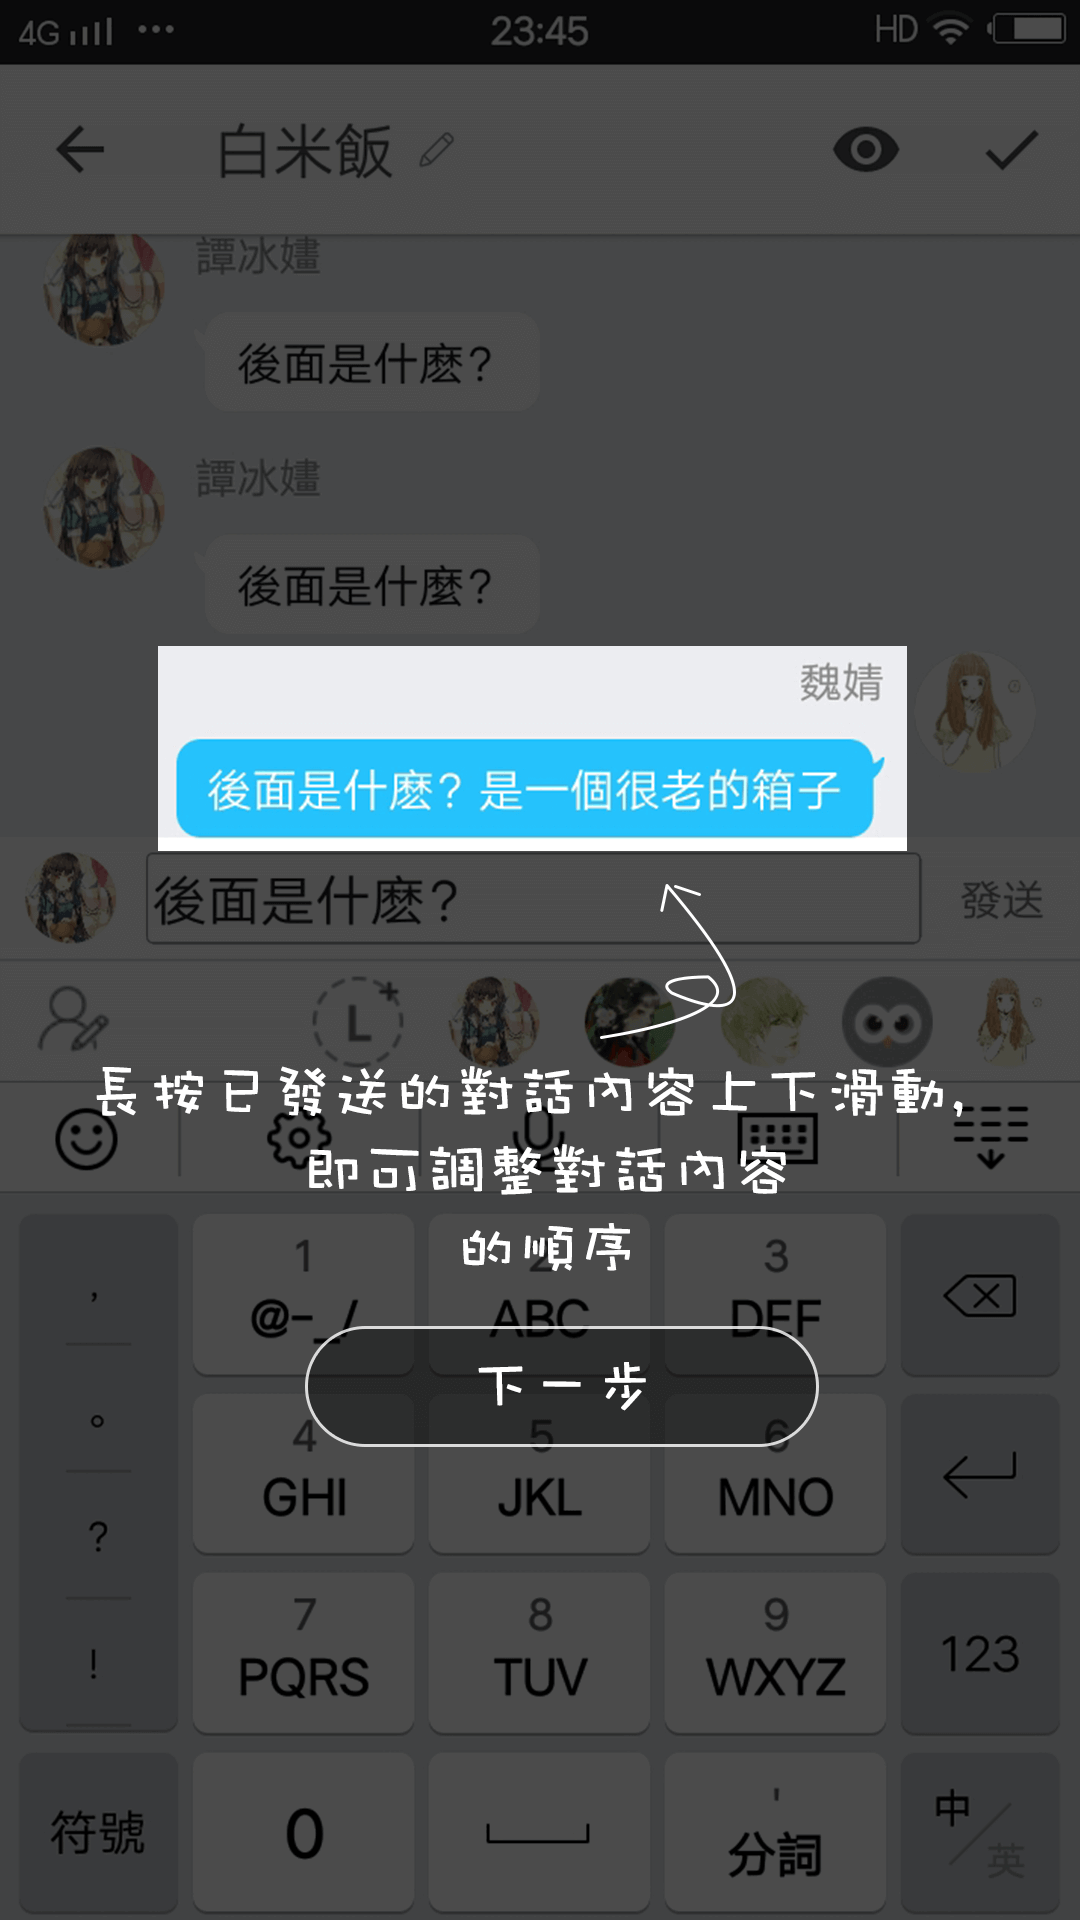 4G 23:45 HD
白米飯
譚冰嫿
後面是什麽？
譚冰嫿
後面是什麼？
魏婧
後面是什麽？是一個很老的箱子
後面是什麽？ 發送
L
長按已發送的對話內容上下滑動,
即可調整對話內容
的順序
下一步
, 1 2 3
@-_/ ABC DEF
。 4 5 6
GHI JKL MNO
? 7 8 9
PQRS TUV WXYZ 123
!
符號 0 ' 分詞 中/英